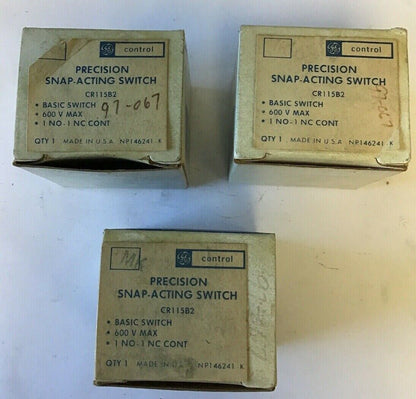 GE control
PRECISION
SNAP-ACTING SWITCH
CR115B2
• BASIC SWITCH
97-067
• 600 V MAX
• 1 NO-1 NC CONT
QTY 1 MADE IN U.S.A. NP146241 K
GE control
PRECISION
SNAP-ACTING SWITCH
CR115B2
• BASIC SWITCH
• 600 V MAX
• 1 NO-1 NC CONT
QTY 1 MADE IN U.S.A. NP146241 K
GE control
PRECISION
SNAP-ACTING SWITCH
CR115B2
• BASIC SWITCH
• 600 V MAX
• 1 NO-1 NC CONT
QTY 1 MADE IN NP146241 K